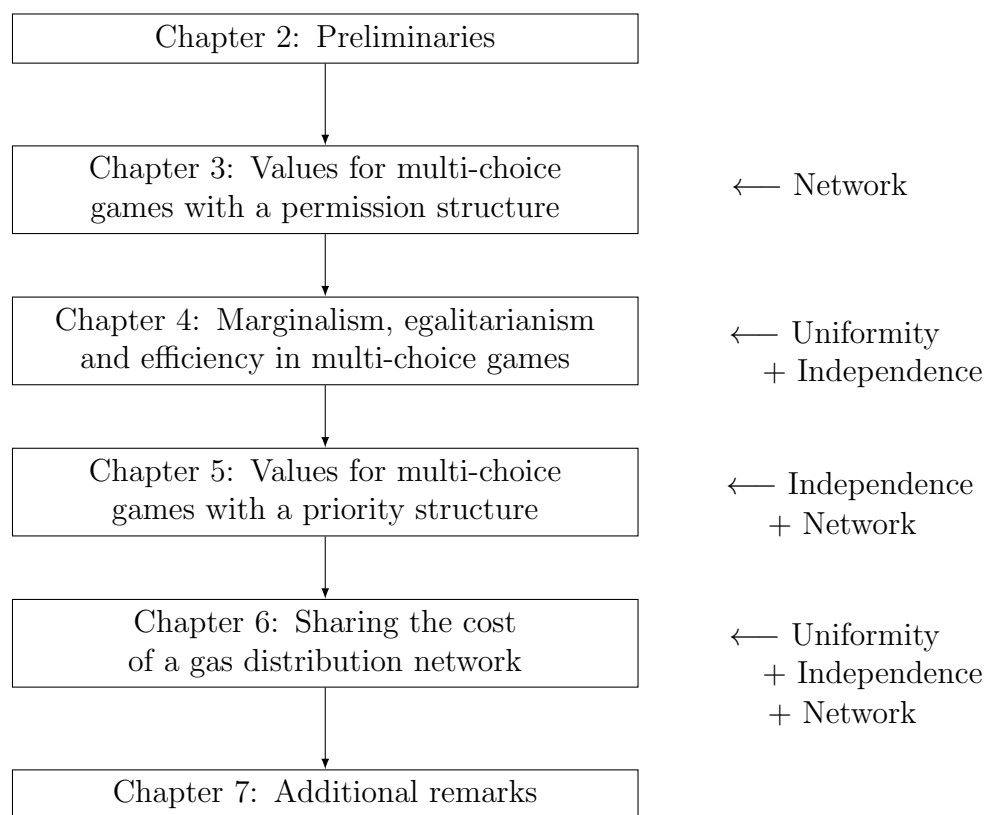 Chapter 2: Preliminaries
Chapter 3: Values for multi-choice
games with a permission structure
← Network
Chapter 4: Marginalism, egalitarianism
and efficiency in multi-choice games
← Uniformity
+ Independence
Chapter 5: Values for multi-choice
games with a priority structure
← Independence
+ Network
Chapter 6: Sharing the cost
of a gas distribution network
← Uniformity
+ Independence
+ Network
Chapter 7: Additional remarks